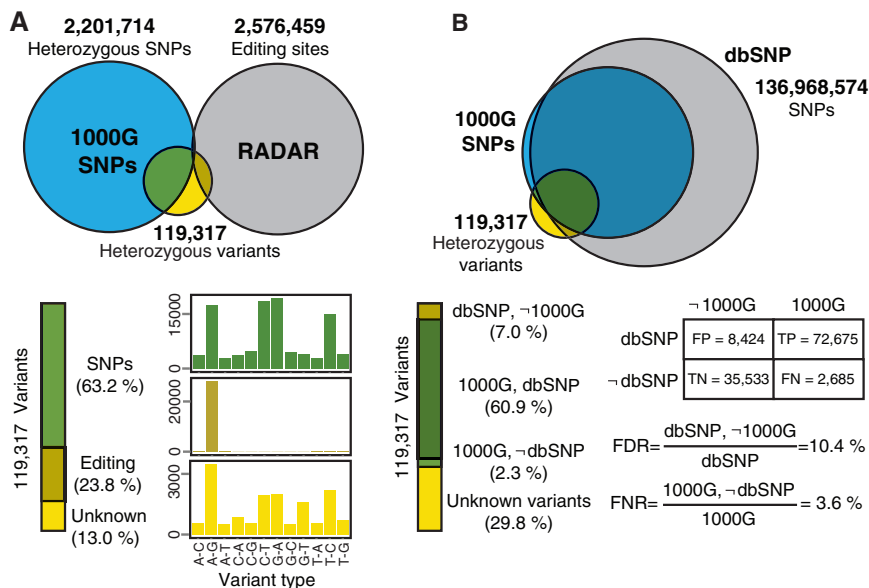 A
2,201,714
Heterozygous SNPs
2,576,459
Editing sites
1000G
SNPs
RADAR
119,317
Heterozygous variants
119,317 Variants
SNPs
(63.2 %)
Editing
(23.8 %)
Unknown
(13.0 %)
15000
0
20000
0
3000
0
A-C
A-G
A-T
C-A
C-G
C-T
G-A
G-C
G-T
T-A
T-C
T-G
Variant type
B
dbSNP
136,968,574
SNPs
1000G
SNPs
119,317
Heterozygous
variants
119,317 Variants
dbSNP, ¬1000G
(7.0 %)
1000G, dbSNP
(60.9 %)
1000G, ¬dbSNP
(2.3 %)
Unknown variants
(29.8 %)
¬1000G 1000G
dbSNP FP = 8,424 TP = 72,675
¬dbSNP TN = 35,533 FN = 2,685
dbSNP, ¬1000G
FDR= =10.4 %
dbSNP
1000G, ¬dbSNP
FNR= = 3.6 %
1000G